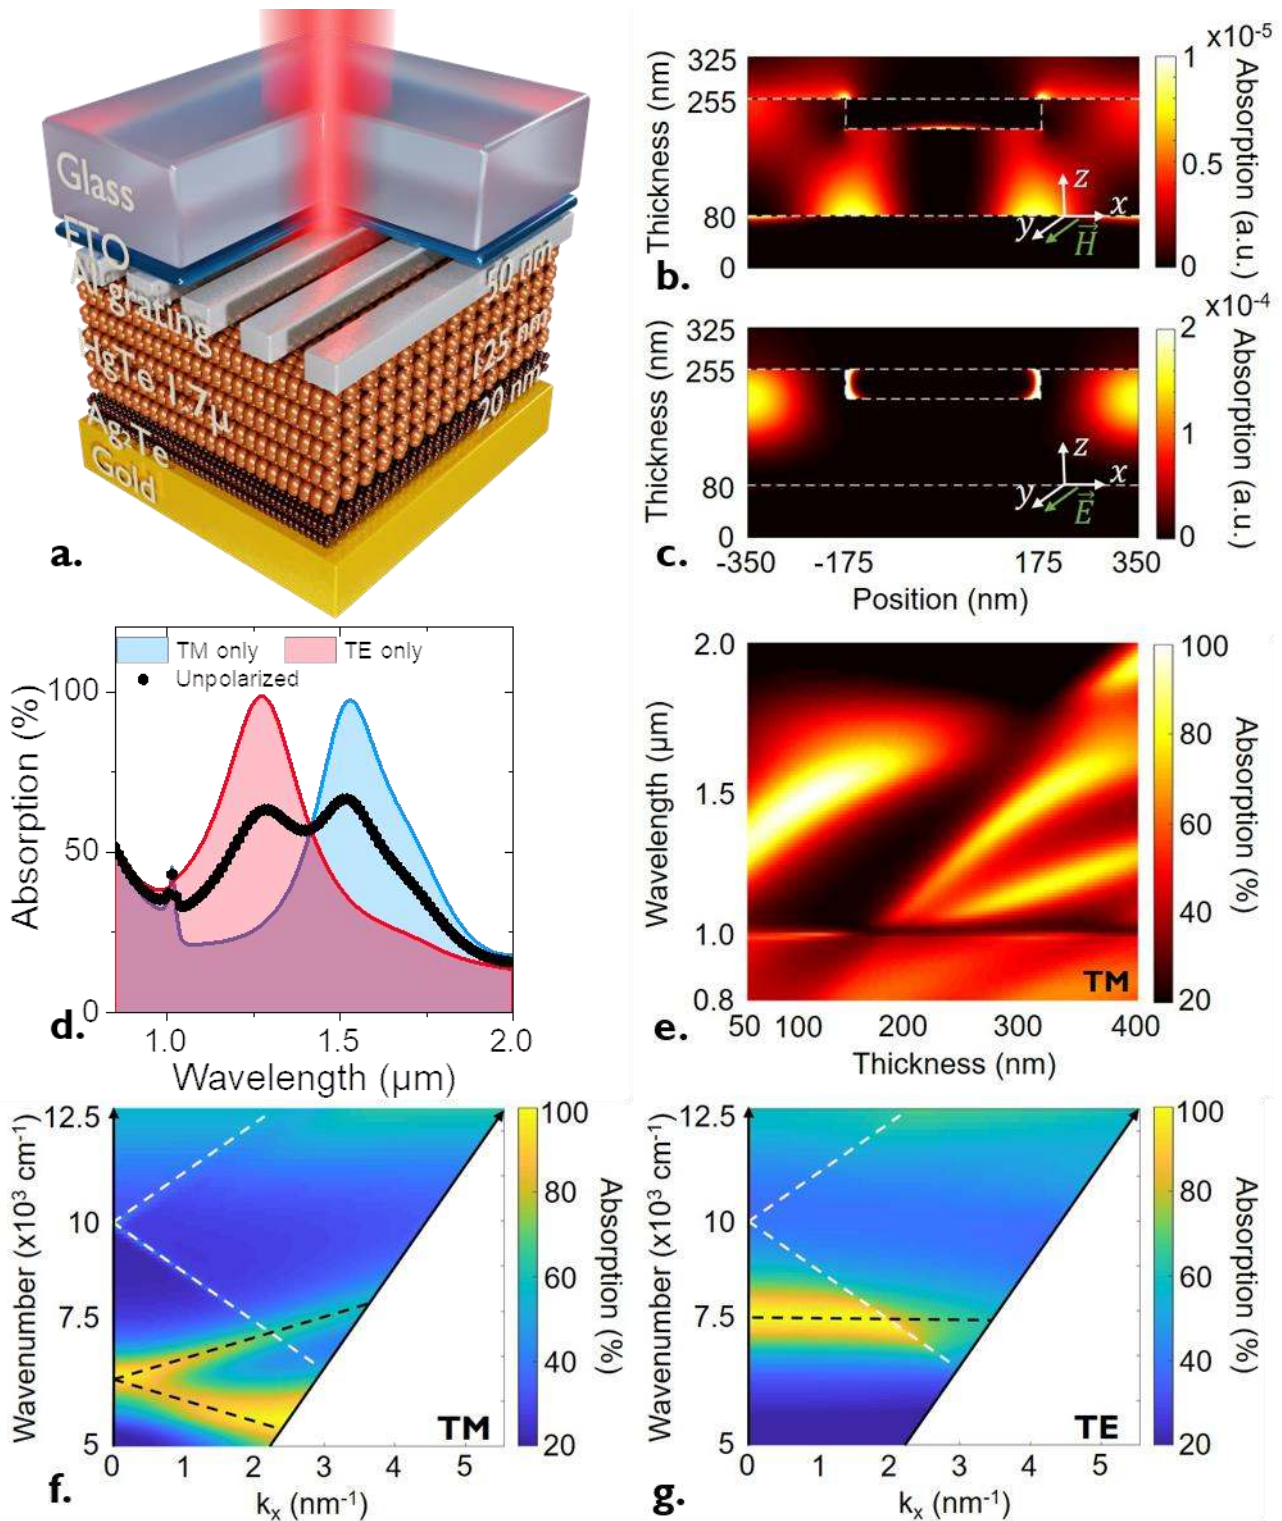 Glass
FTO
Al grating
50 nm
HgTe 1.7µ
125 nm
Ag₂Te
20 nm
Gold
a.
x10⁻⁵
1
0.5
0
Absorption (a.u.)
325
255
80
0
Thickness (nm)
z
x
y
H
b.
x10⁻⁴
2
1
0
Absorption (a.u.)
325
255
80
0
Thickness (nm)
z
x
y
E
c.
-350
-175
175
350
Position (nm)
TM only
TE only
Unpolarized
100
50
0
Absorption (%)
1.0
1.5
2.0
Wavelength (µm)
d.
2.0
1.5
1.0
0.8
Wavelength (µm)
TM
50
100
200
300
400
Thickness (nm)
100
80
60
40
20
Absorption (%)
e.
12.5
10
7.5
5
Wavenumber (x10³ cm⁻¹)
TM
0
1
2
3
4
5
kₓ (nm⁻¹)
100
80
60
40
20
Absorption (%)
f.
12.5
10
7.5
5
Wavenumber (x10³ cm⁻¹)
TE
0
1
2
3
4
5
kₓ (nm⁻¹)
100
80
60
40
20
Absorption (%)
g.